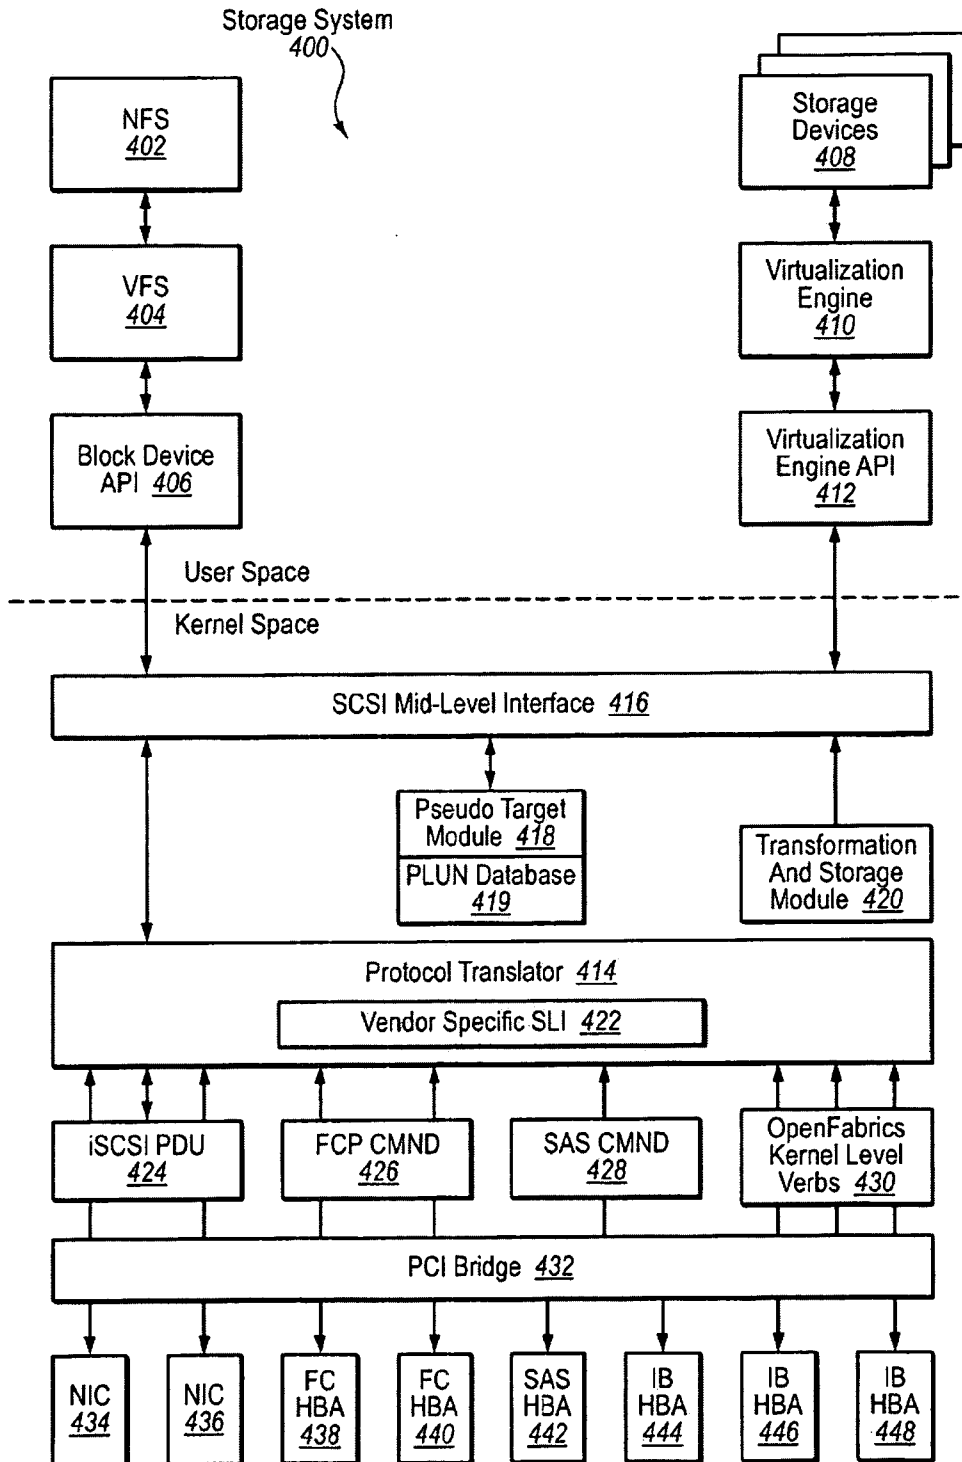 Storage System
400
NFS
402
Storage
Devices
408
VFS
404
Virtualization
Engine
410
Block Device
API 406
Virtualization
Engine API
412
User Space
Kernel Space
SCSI Mid-Level Interface 416
Pseudo Target
Module 418
PLUN Database
419
Transformation
And Storage
Module 420
Protocol Translator 414
Vendor Specific SLI 422
iSCSI PDU
424
FCP CMND
426
SAS CMND
428
OpenFabrics
Kernel Level
Verbs 430
PCI Bridge 432
NIC
434
NIC
436
FC
HBA
438
FC
HBA
440
SAS
HBA
442
IB
HBA
444
IB
HBA
446
IB
HBA
448